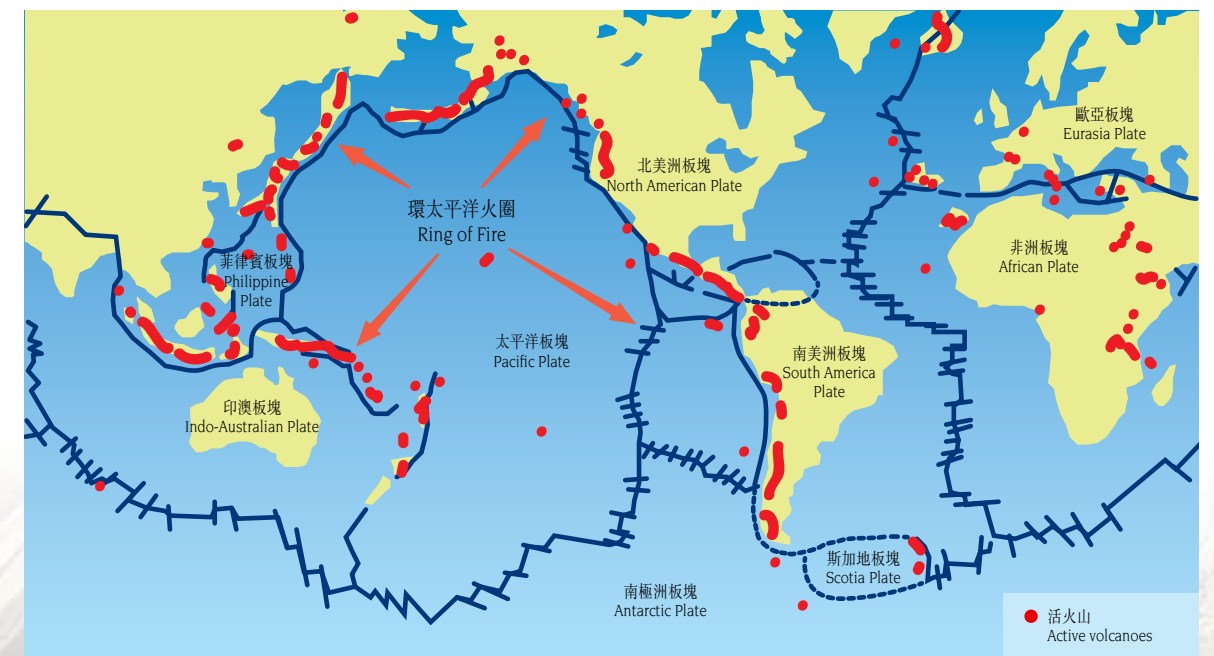 歐亞板塊
Eurasia Plate
北美洲板塊
North American Plate
環太平洋火圈
Ring of Fire
菲律賓板塊
Philippine
Plate
非洲板塊
African Plate
太平洋板塊
Pacific Plate
南美洲板塊
South America
Plate
印澳板塊
Indo-Australian Plate
斯加地板塊
Scotia Plate
南極洲板塊
Antarctic Plate
活火山
Active volcanoes